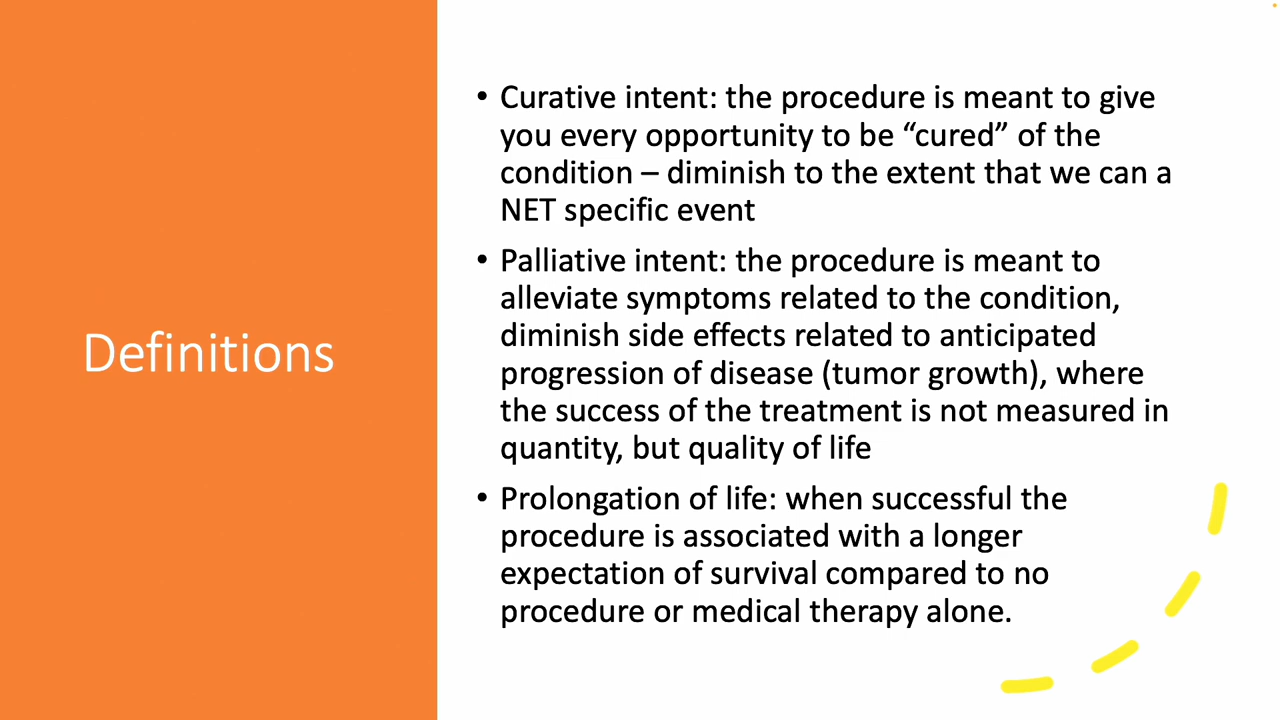 Definitions
• Curative intent: the procedure is meant to give
you every opportunity to be “cured” of the
condition – diminish to the extent that we can a
NET specific event
• Palliative intent: the procedure is meant to
alleviate symptoms related to the condition,
diminish side effects related to anticipated
progression of disease (tumor growth), where
the success of the treatment is not measured in
quantity, but quality of life
• Prolongation of life: when successful the
procedure is associated with a longer
expectation of survival compared to no
procedure or medical therapy alone.